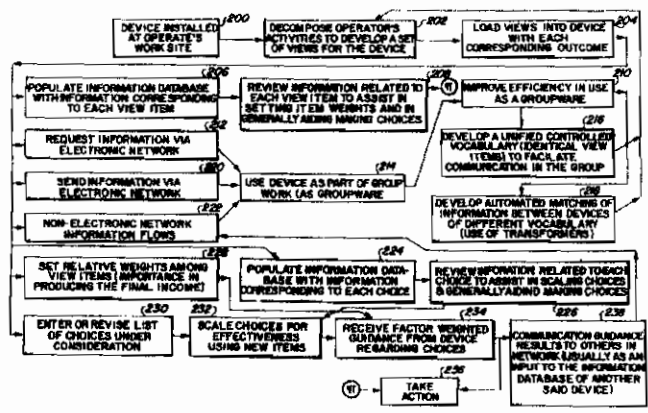 200
DEVICE INSTALLED
AT OPERATE'S
WORK SITE
202
DECOMPOSE OPERATOR'S
ACTIVITIES TO DEVELOP A SET
OF VIEWS FOR THE DEVICE
204
LOAD VIEWS INTO DEVICE
WITH EACH
CORRESPONDING OUTCOME
206
POPULATE INFORMATION DATABASE
WITH INFORMATION CORRESPONDING
TO EACH VIEW ITEM
208
REVIEW INFORMATION RELATED TO
EACH VIEW ITEM TO ASSIST IN
SETTING ITEM WEIGHTS AND IN
GENERALLY AIDING MAKING CHOICES
210
IMPROVE EFFICIENCY IN USE
AS A GROUPWARE
212
REQUEST INFORMATION VIA
ELECTRONIC NETWORK
216
DEVELOP A UNIFIED CONTROLLED
VOCABULARY (IDENTICAL VIEW
ITEMS) TO FACILATE
COMMUNICATION IN THE GROUP
220
SEND INFORMATION VIA
ELECTRONIC NETWORK
214
USE DEVICE AS PART OF GROUP
WORK (AS GROUPWARE
218
DEVELOP AUTOMATED MATCHING OF
INFORMATION BETWEEN DEVICES
OF DIFFERENT VOCABULARY
(USE OF TRANSFORMERS)
222
NON-ELECTRONIC NETWORK
INFORMATION FLOWS
228
SET RELATIVE WEIGHTS AMONG
VIEW ITEMS (IMPORTANCE IN
PRODUCING THE FINAL INCOME)
224
POPULATE INFORMATION DATA-
BASE WITH INFORMATION
CORRESPONDING TO EACH CHOICE
REVIEW INFORMATION RELATED TO EACH
CHOICE TO ASSIST IN SCALING CHOICES
& GENERALLY AIDIND MAKING CHOICES
226
230
ENTER OR REVISE LIST
OF CHOICES UNDER
CONSIDERATION
232
SCALE CHOICES FOR
EFFECTIVENESS
USING NEW ITEMS
234
RECEIVE FACTOR WEIGHTED
GUIDANCE FROM DEVICE
REGARDING CHOICES
238
COMMUNICATION GUIDANCE
RESULTS TO OTHERS IN
NETWORK (USUALLY AS AN
INPUT TO THE INFORMATION
DATABASE OF ANOTHER
SAID DEVICE)
236
TAKE
ACTION